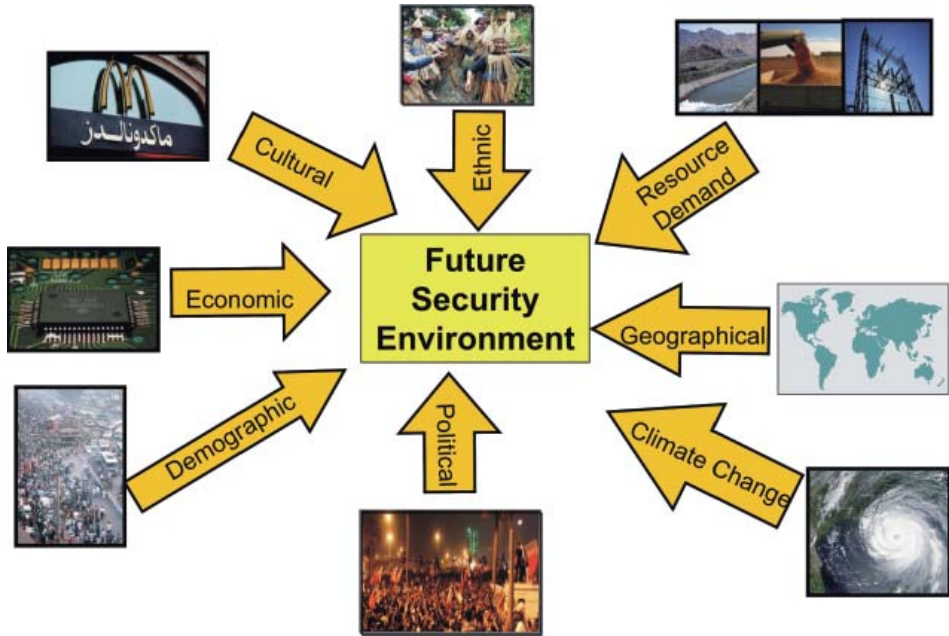 ماكدونالدز
Cultural
Ethnic
Resource
Demand
Economic
Future
Security
Environment
Geographical
Demographic
Political
Climate Change